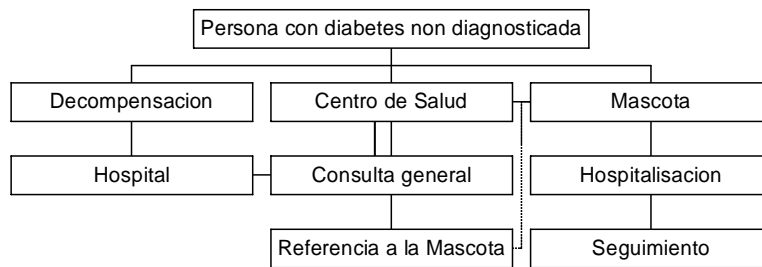 Persona con diabetes non diagnosticada
Decompensacion
Centro de Salud
Mascota
Hospital
Consulta general
Hospitalisacion
Referencia a la Mascota
Seguimiento